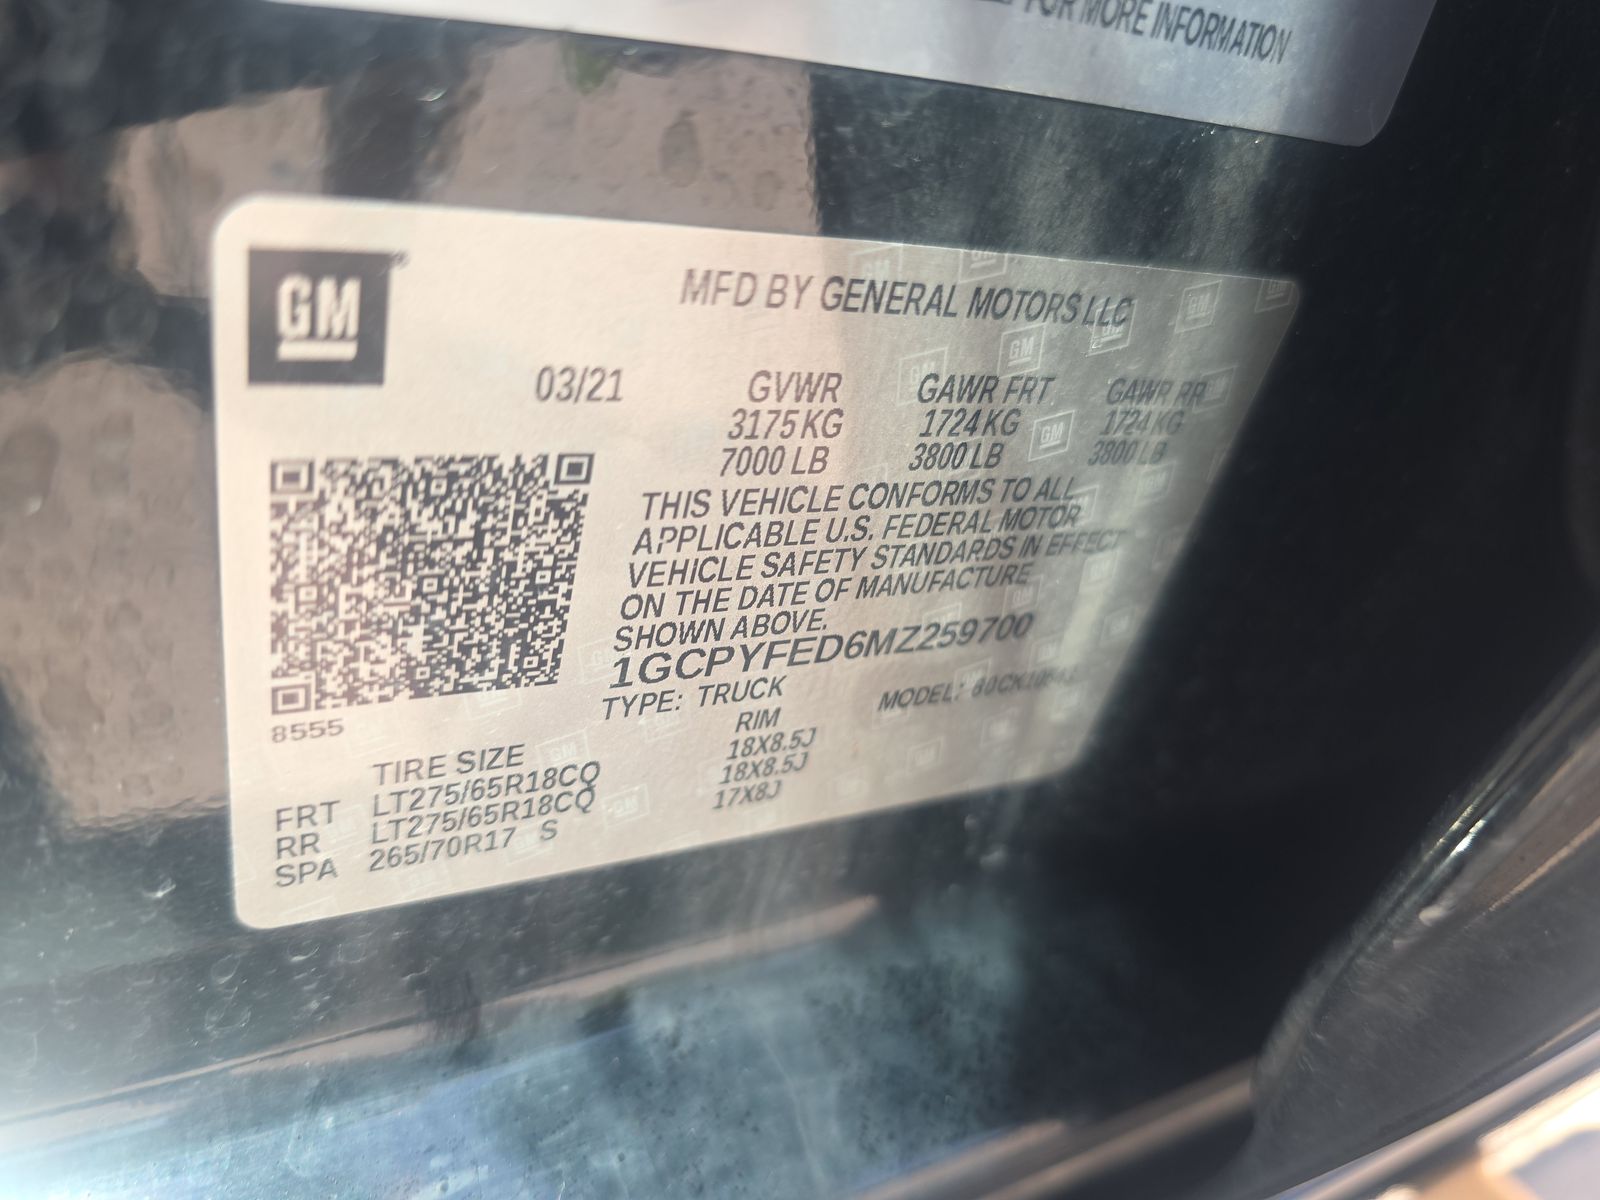 FOR MORE INFORMATION
GM
MFD BY GENERAL MOTORS LLC
03/21 GVWR GAWR FRT GAWR RR
3175 KG 1724 KG 1724 KG
7000 LB 3800 LB 3800 LB
THIS VEHICLE CONFORMS TO ALL
APPLICABLE U.S. FEDERAL MOTOR
VEHICLE SAFETY STANDARDS IN EFFECT
ON THE DATE OF MANUFACTURE
SHOWN ABOVE.
1GCPYFED6MZ259700
TYPE: TRUCK MODEL:
8555
TIRE SIZE RIM
FRT LT275/65R18CQ 18X8.5J
RR LT275/65R18CQ 18X8.5J
SPA 265/70R17 S 17X8J